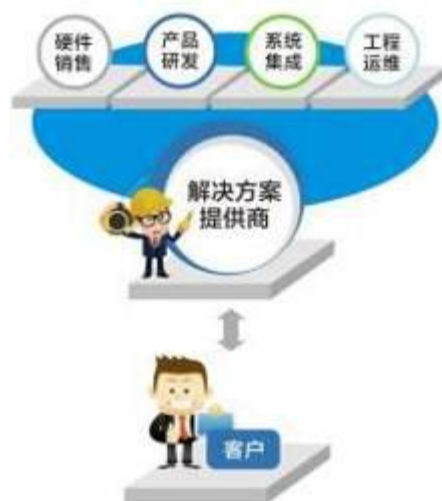 硬件
销售
产品
研发
系统
集成
工程
运维
解决方案
提供商
客户